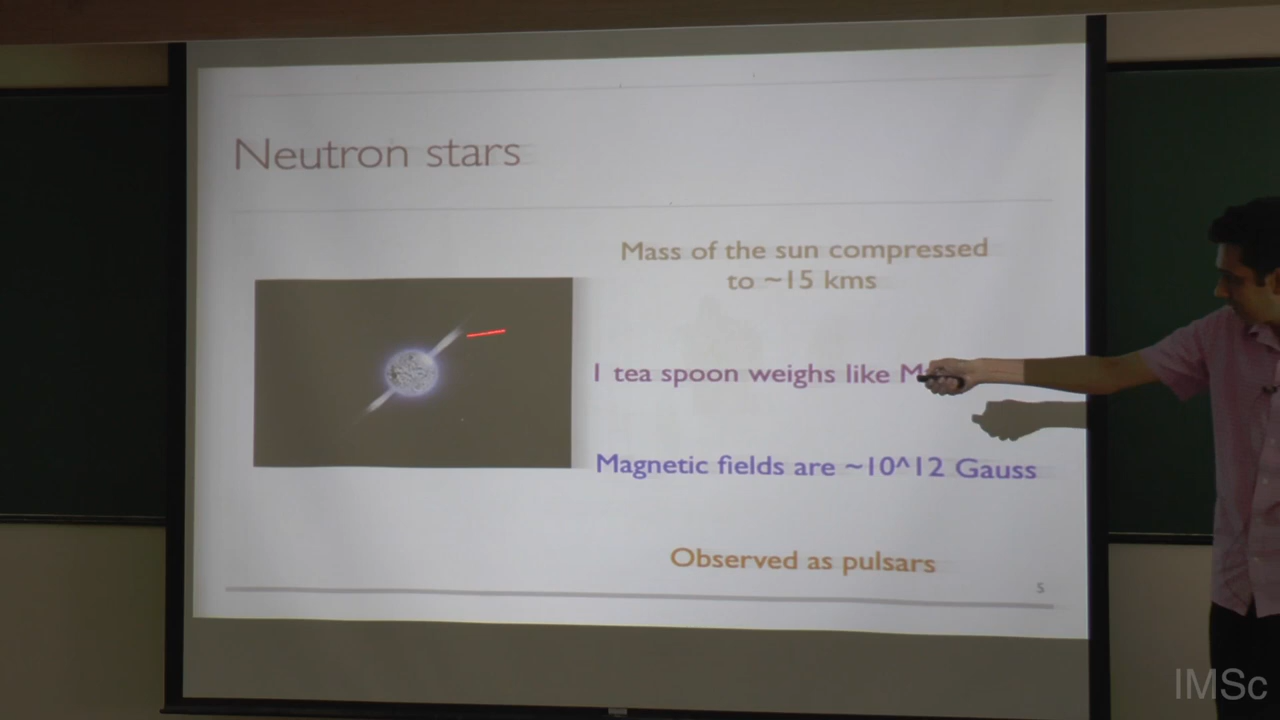 Neutron stars
Mass of the sun compressed
to ~15 kms
1 tea spoon weighs like
Magnetic fields are ~10^12 Gauss
Observed as pulsars
5
IMSc